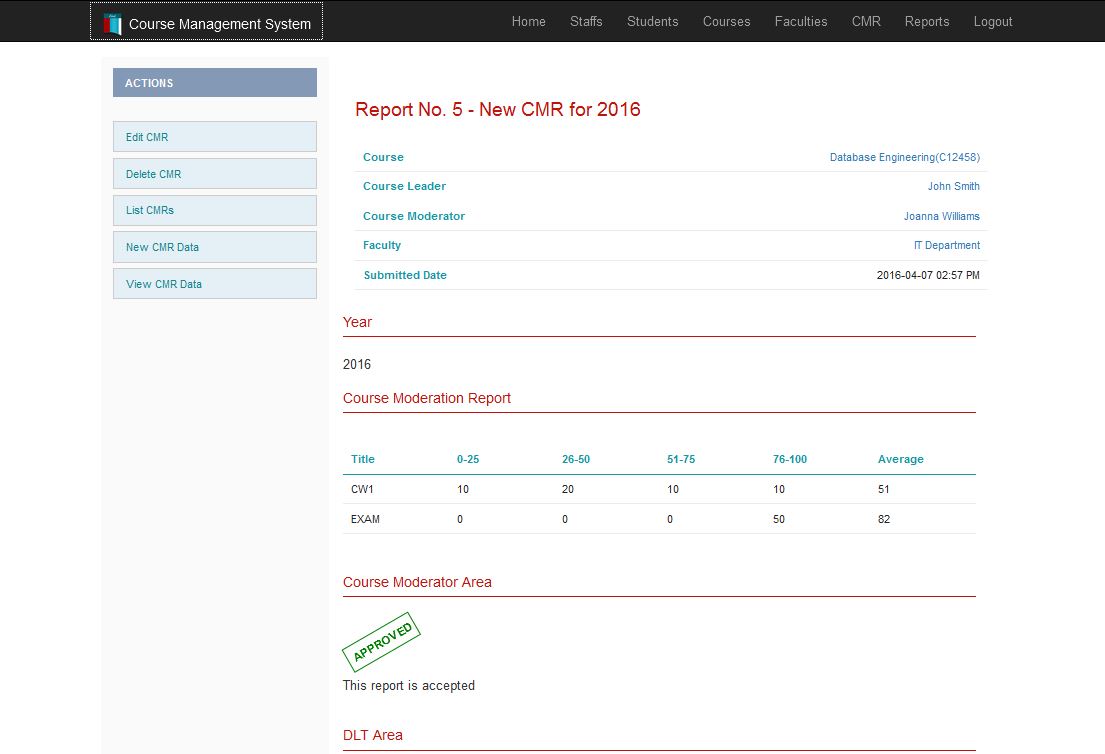 Course Management System
Home Staffs Students Courses Faculties CMR Reports Logout
ACTIONS
Edit CMR
Delete CMR
List CMRs
New CMR Data
View CMR Data
Report No. 5 - New CMR for 2016
Course Database Engineering(C12458)
Course Leader John Smith
Course Moderator Joanna Williams
Faculty IT Department
Submitted Date 2016-04-07 02:57 PM
Year
2016
Course Moderation Report
Title 0-25 26-50 51-75 76-100 Average
CW1 10 20 10 10 51
EXAM 0 0 0 50 82
Course Moderator Area
APPROVED
This report is accepted
DLT Area